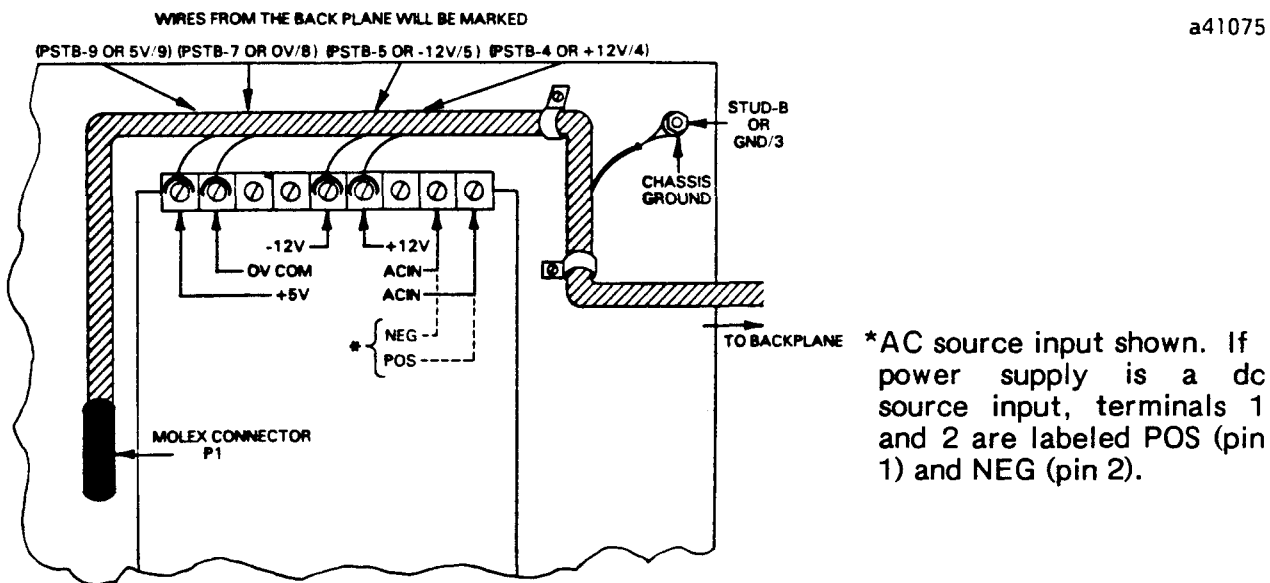 WIRES FROM THE BACK PLANE WILL BE MARKED
a41075
(PSTB-9 OR 5V/9) (PSTB-7 OR 0V/8) (PSTB-5 OR -12V/5) (PSTB-4 OR +12V/4)
STUD-B
OR
GND/3
CHASSIS
GROUND
-12V
+12V
OV COM
ACIN
+5V
ACIN
*
NEG
POS
TO BACKPLANE
MOLEX CONNECTOR
P1
*AC source input shown. If
power supply is a dc
source input, terminals 1
and 2 are labeled POS (pin
1) and NEG (pin 2).